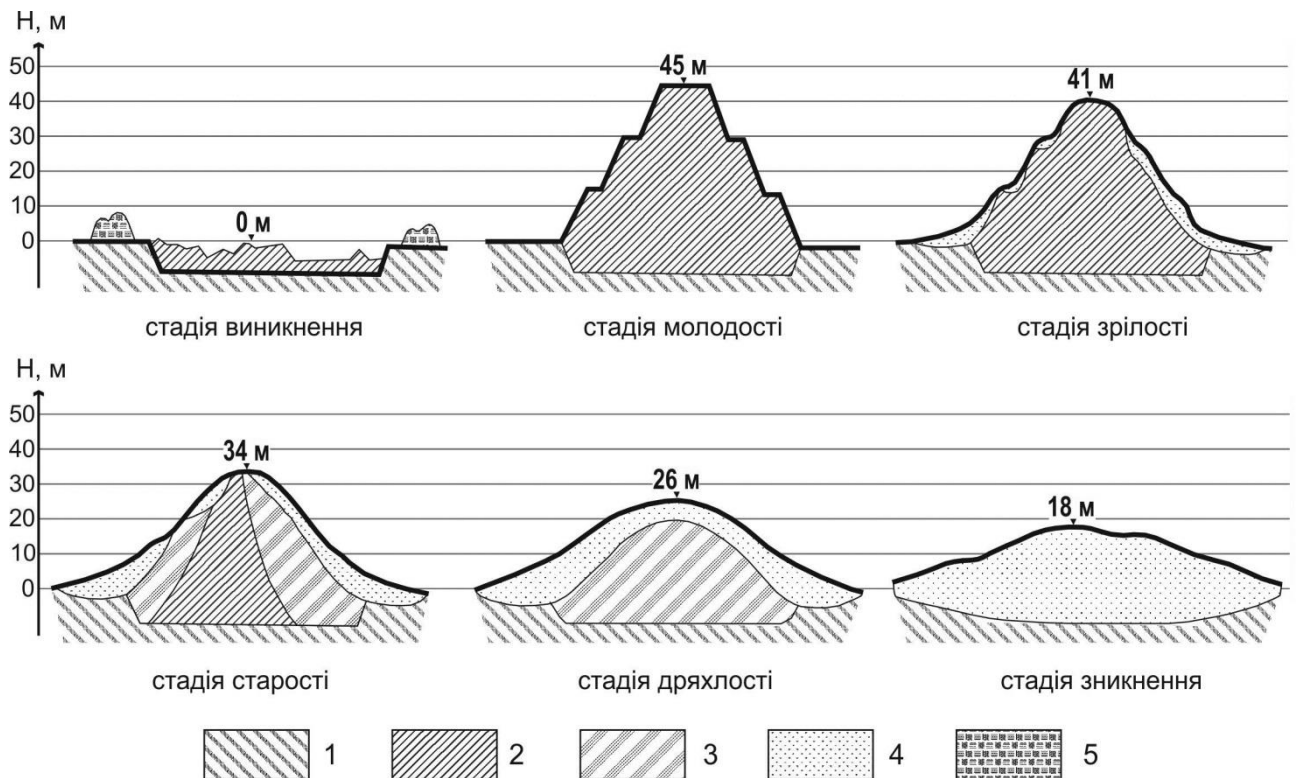 Н, м
50
40
30
20
10
0
0 м
45 м
41 м
стадія виникнення
стадія молодості
стадія зрілості
Н, м
50
40
30
20
10
0
34 м
26 м
18 м
стадія старості
стадія дряхлості
стадія зникнення
1
2
3
4
5